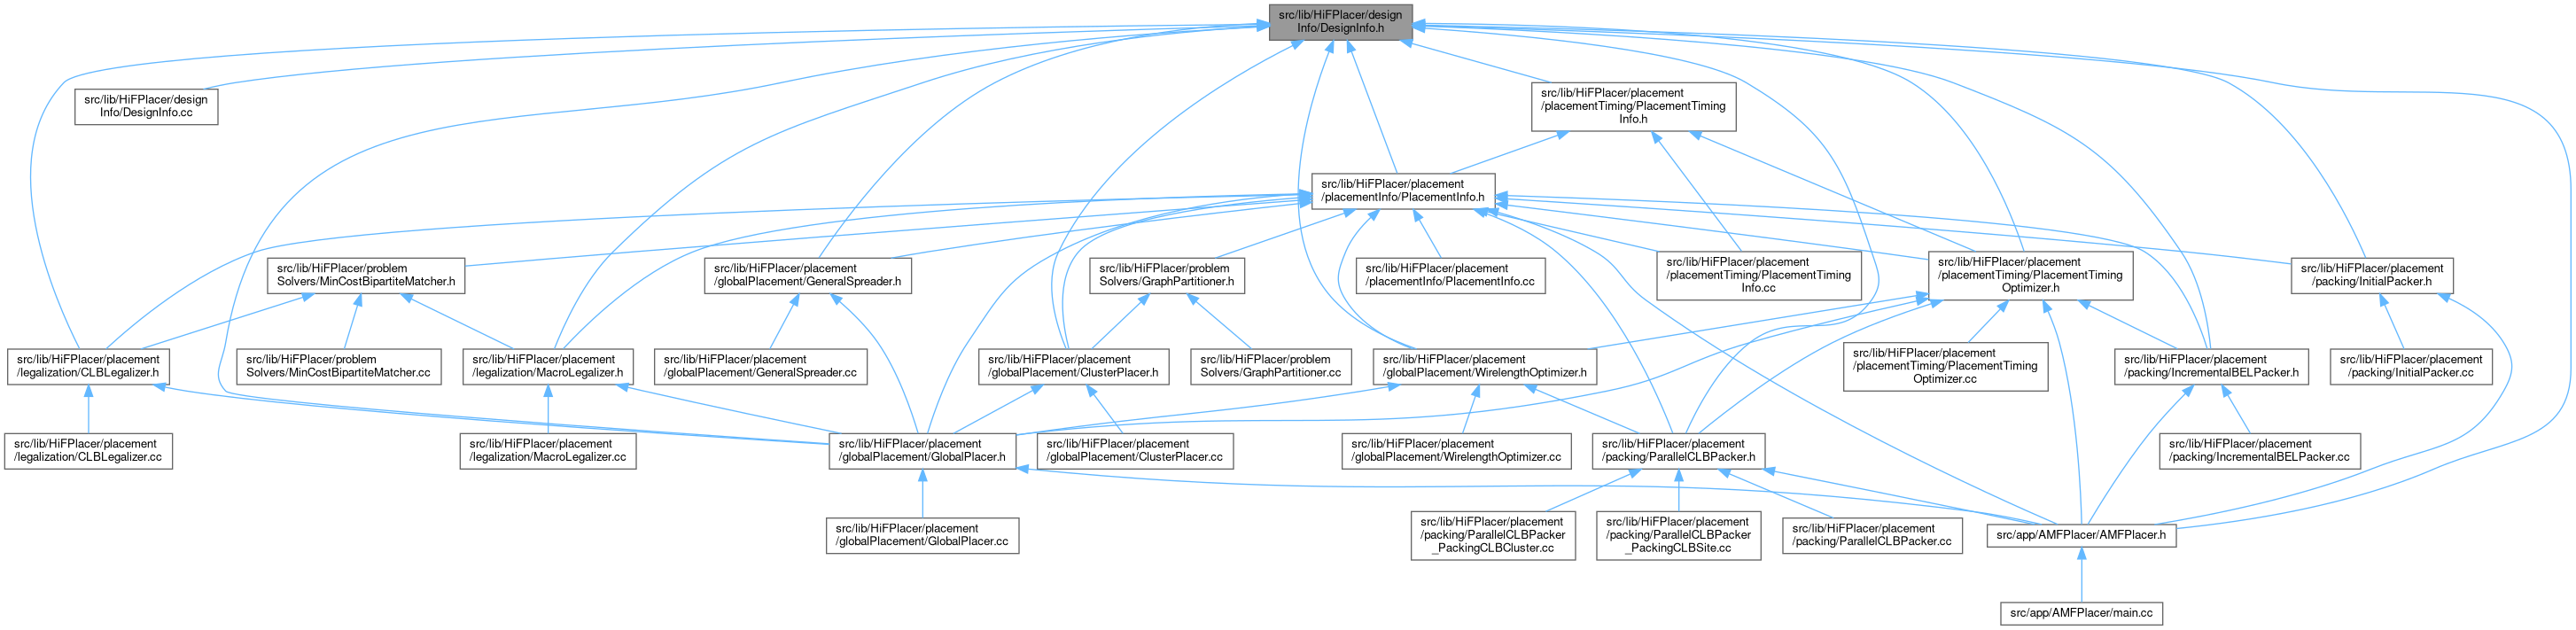 src/lib/HiFPlacer/design
Info/DesignInfo.h
src/lib/HiFPlacer/design
Info/DesignInfo.cc
src/lib/HiFPlacer/placement
/placementTiming/PlacementTiming
Info.h
src/lib/HiFPlacer/placement
/placementInfo/PlacementInfo.h
src/lib/HiFPlacer/problem
Solvers/MinCostBipartiteMatcher.h
src/lib/HiFPlacer/placement
/globalPlacement/GeneralSpreader.h
src/lib/HiFPlacer/problem
Solvers/GraphPartitioner.h
src/lib/HiFPlacer/placement
/placementInfo/PlacementInfo.cc
src/lib/HiFPlacer/placement
/placementTiming/PlacementTiming
Info.cc
src/lib/HiFPlacer/placement
/placementTiming/PlacementTiming
Optimizer.h
src/lib/HiFPlacer/placement
/packing/InitialPacker.h
src/lib/HiFPlacer/placement
/legalization/CLBLegalizer.h
src/lib/HiFPlacer/problem
Solvers/MinCostBipartiteMatcher.cc
src/lib/HiFPlacer/placement
/legalization/MacroLegalizer.h
src/lib/HiFPlacer/placement
/globalPlacement/GeneralSpreader.cc
src/lib/HiFPlacer/placement
/globalPlacement/ClusterPlacer.h
src/lib/HiFPlacer/problem
Solvers/GraphPartitioner.cc
src/lib/HiFPlacer/placement
/globalPlacement/WirelengthOptimizer.h
src/lib/HiFPlacer/placement
/placementTiming/PlacementTiming
Optimizer.cc
src/lib/HiFPlacer/placement
/packing/IncrementalBELPacker.h
src/lib/HiFPlacer/placement
/packing/InitialPacker.cc
src/lib/HiFPlacer/placement
/legalization/CLBLegalizer.cc
src/lib/HiFPlacer/placement
/legalization/MacroLegalizer.cc
src/lib/HiFPlacer/placement
/globalPlacement/GlobalPlacer.h
src/lib/HiFPlacer/placement
/globalPlacement/ClusterPlacer.cc
src/lib/HiFPlacer/placement
/globalPlacement/WirelengthOptimizer.cc
src/lib/HiFPlacer/placement
/packing/ParallelCLBPacker.h
src/lib/HiFPlacer/placement
/packing/IncrementalBELPacker.cc
src/lib/HiFPlacer/placement
/globalPlacement/GlobalPlacer.cc
src/lib/HiFPlacer/placement
/packing/ParallelCLBPacker
_PackingCLBCluster.cc
src/lib/HiFPlacer/placement
/packing/ParallelCLBPacker
_PackingCLBSite.cc
src/lib/HiFPlacer/placement
/packing/ParallelCLBPacker.cc
src/app/AMFPlacer/AMFPlacer.h
src/app/AMFPlacer/main.cc